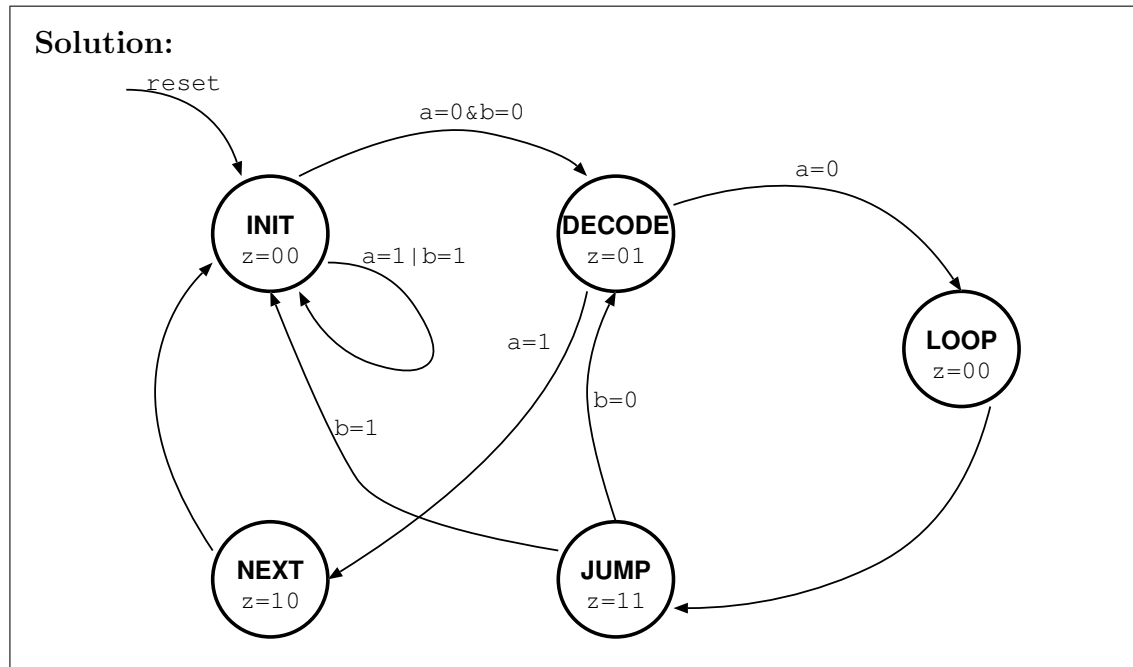 Solution:
reset
a=0&b=0
a=0
INIT
z=00
a=1|b=1
DECODE
z=01
a=1
LOOP
z=00
b=0
b=1
NEXT
z=10
JUMP
z=11